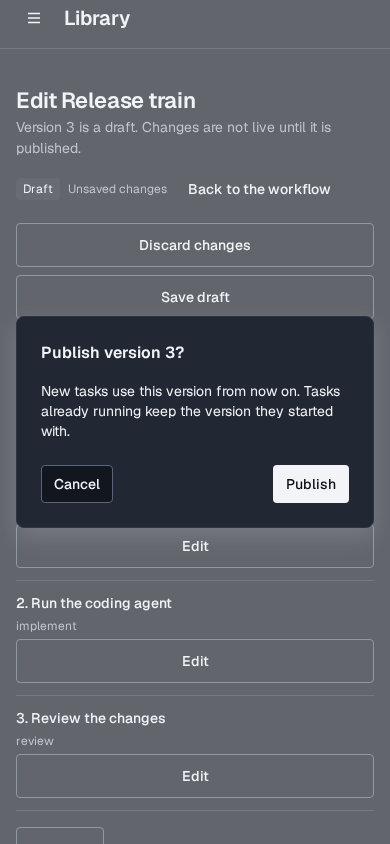 Library
Edit Release train
Version 3 is a draft. Changes are not live until it is
published.
Draft
Unsaved changes
Back to the workflow
Discard changes
Save draft
Publish version 3?
New tasks use this version from now on. Tasks
already running keep the version they started
with.
Cancel
Publish
Edit
2. Run the coding agent
implement
Edit
3. Review the changes
review
Edit